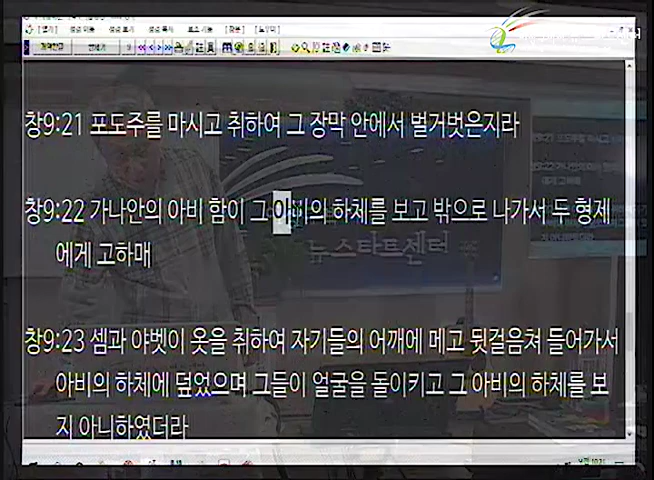 창9:21 포도주를 마시고 취하여 그 장막 안에서 벌거벗은지라
창9:22 가나안의 아비 함이 그 아비의 하체를 보고 밖으로 나가서 두 형제
에게 고하매
뉴스타트센터
창9:23 셈과 야벳이 옷을 취하여 자기들의 어깨에 메고 뒷걸음쳐 들어가서
아비의 하체에 덮었으며 그들이 얼굴을 돌이키고 그 아비의 하체를 보
지 아니하였더라